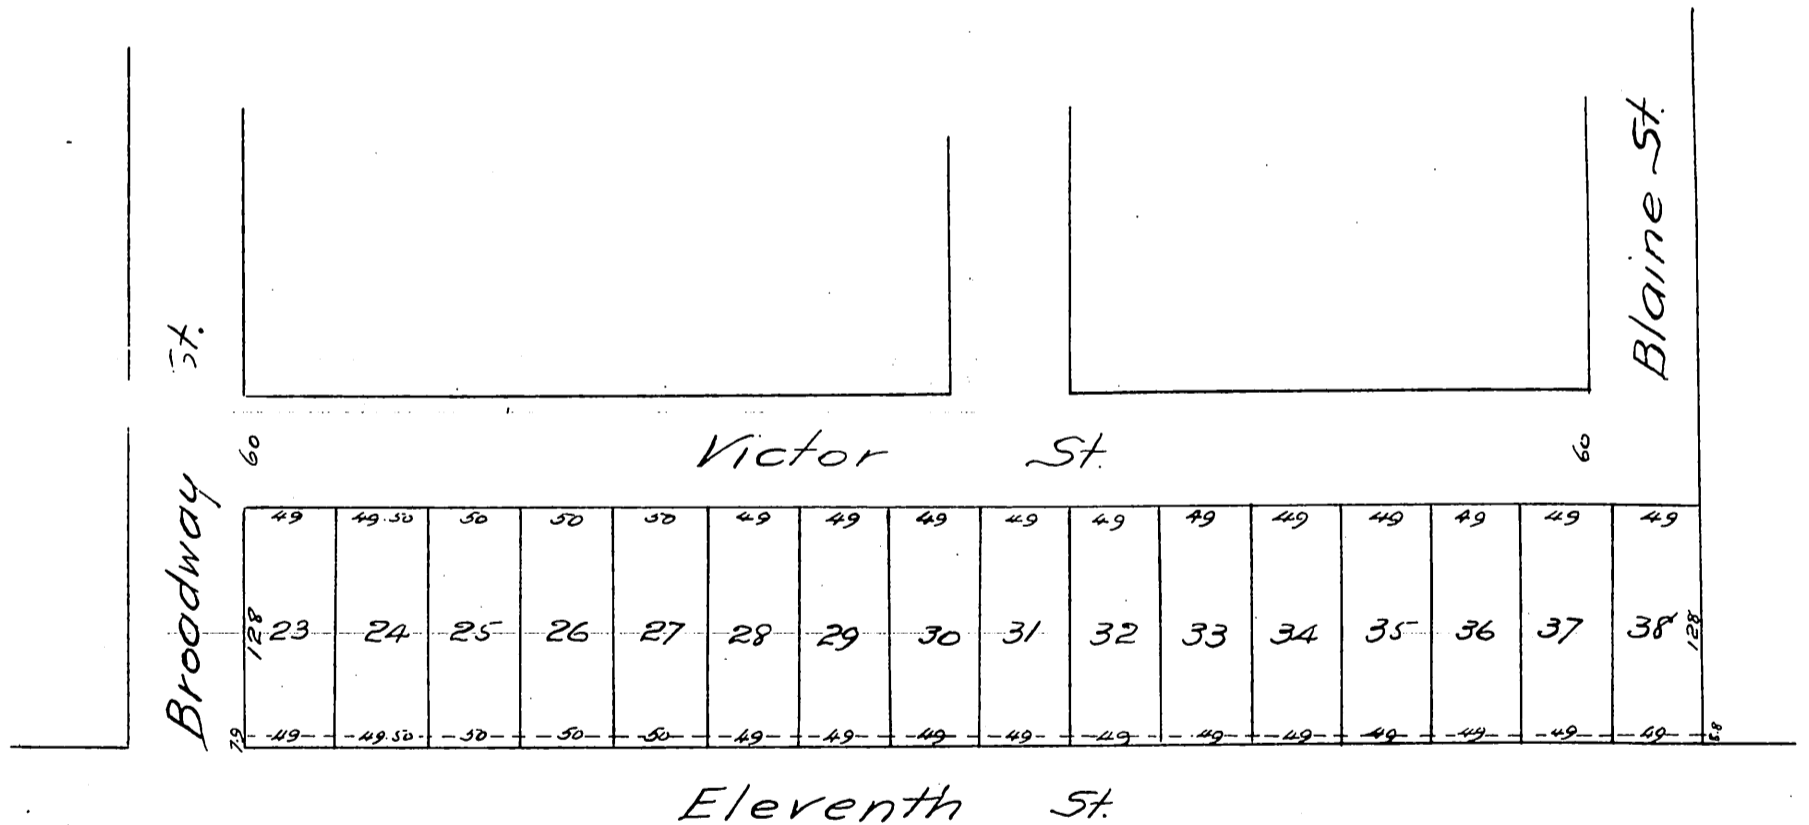 Broodway St.
Blaine St.
60 Victor St. 60
49 49.50 50 50 50 49 49 49 49 49 49 49 49 49 49 49
128 23 24 25 26 27 28 29 30 31 32 33 34 35 36 37 38 128
7.9 49 49.50 50 50 50 49 49 49 49 49 49 49 49 49 49 49
Eleventh St.